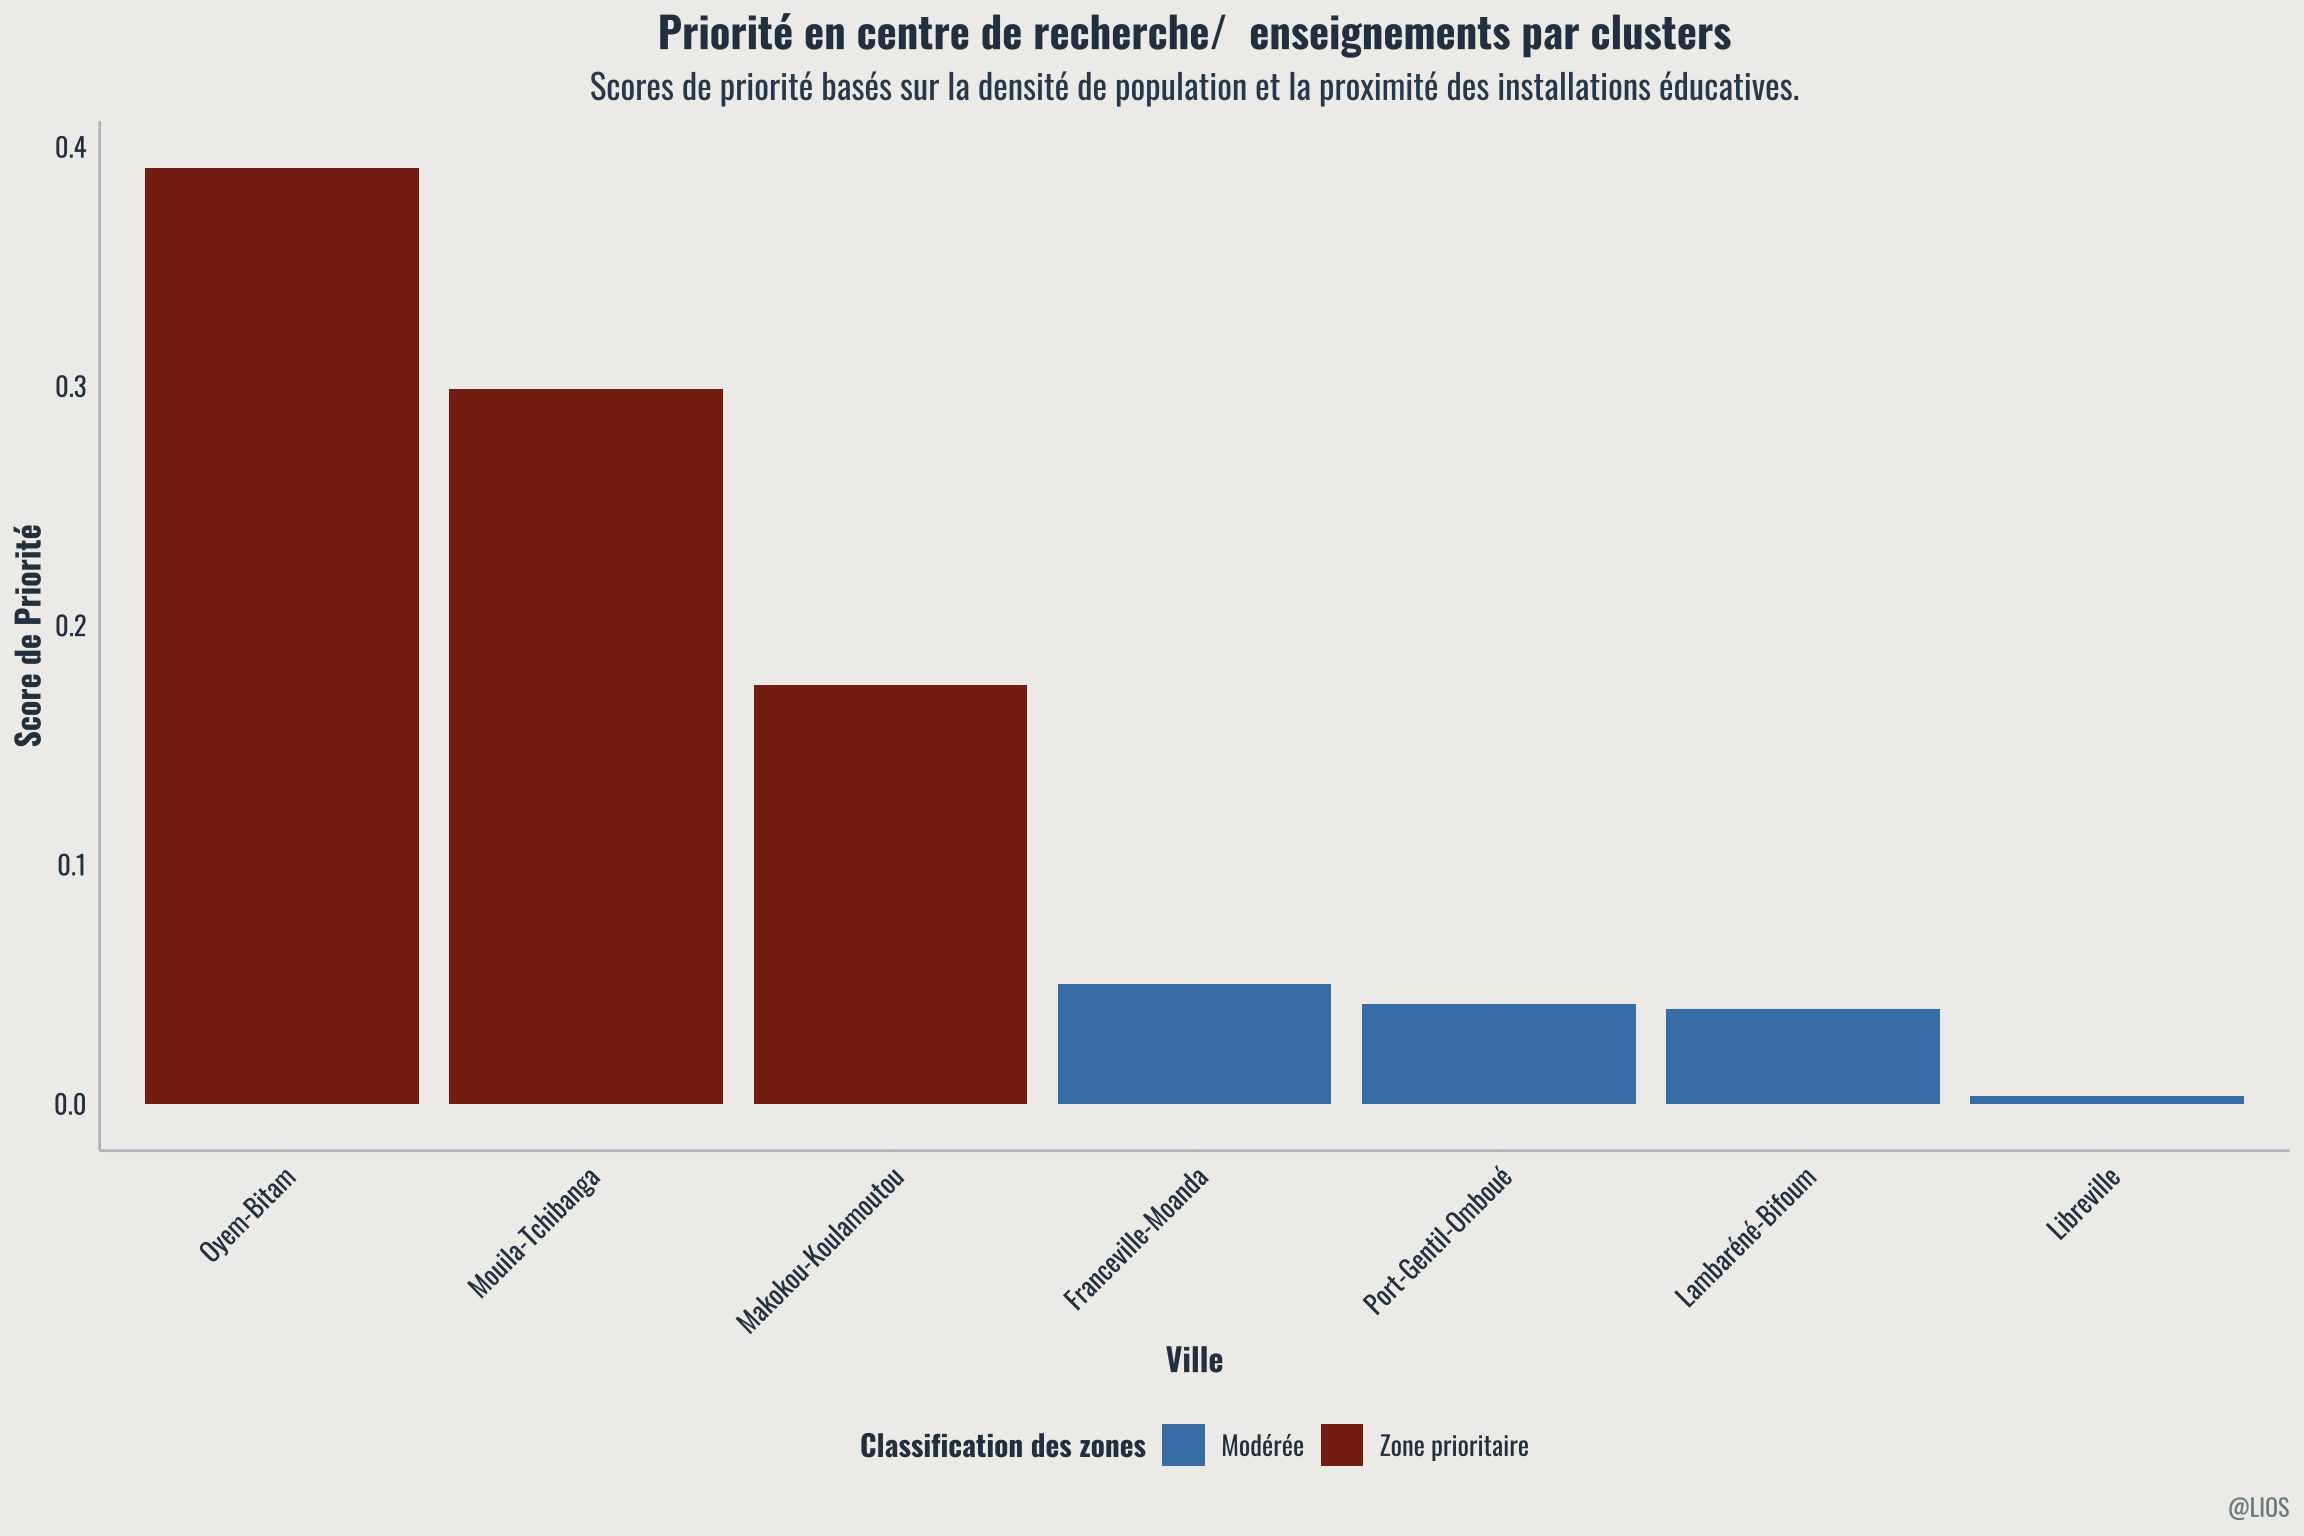 Priorité en centre de recherche/  enseignements par clusters
Scores de priorité basés sur la densité de population et la proximité des installations éducatives.
Score de Priorité
0.4
0.3
0.2
0.1
0.0
Oyem-Bitam
Mouila-Tchibanga
Makokou-Koulamoutou
Franceville-Moanda
Port-Gentil-Omboué
Lambaréné-Bifoum
Libreville
Ville
Classification des zones Modérée Zone prioritaire
@LIOS